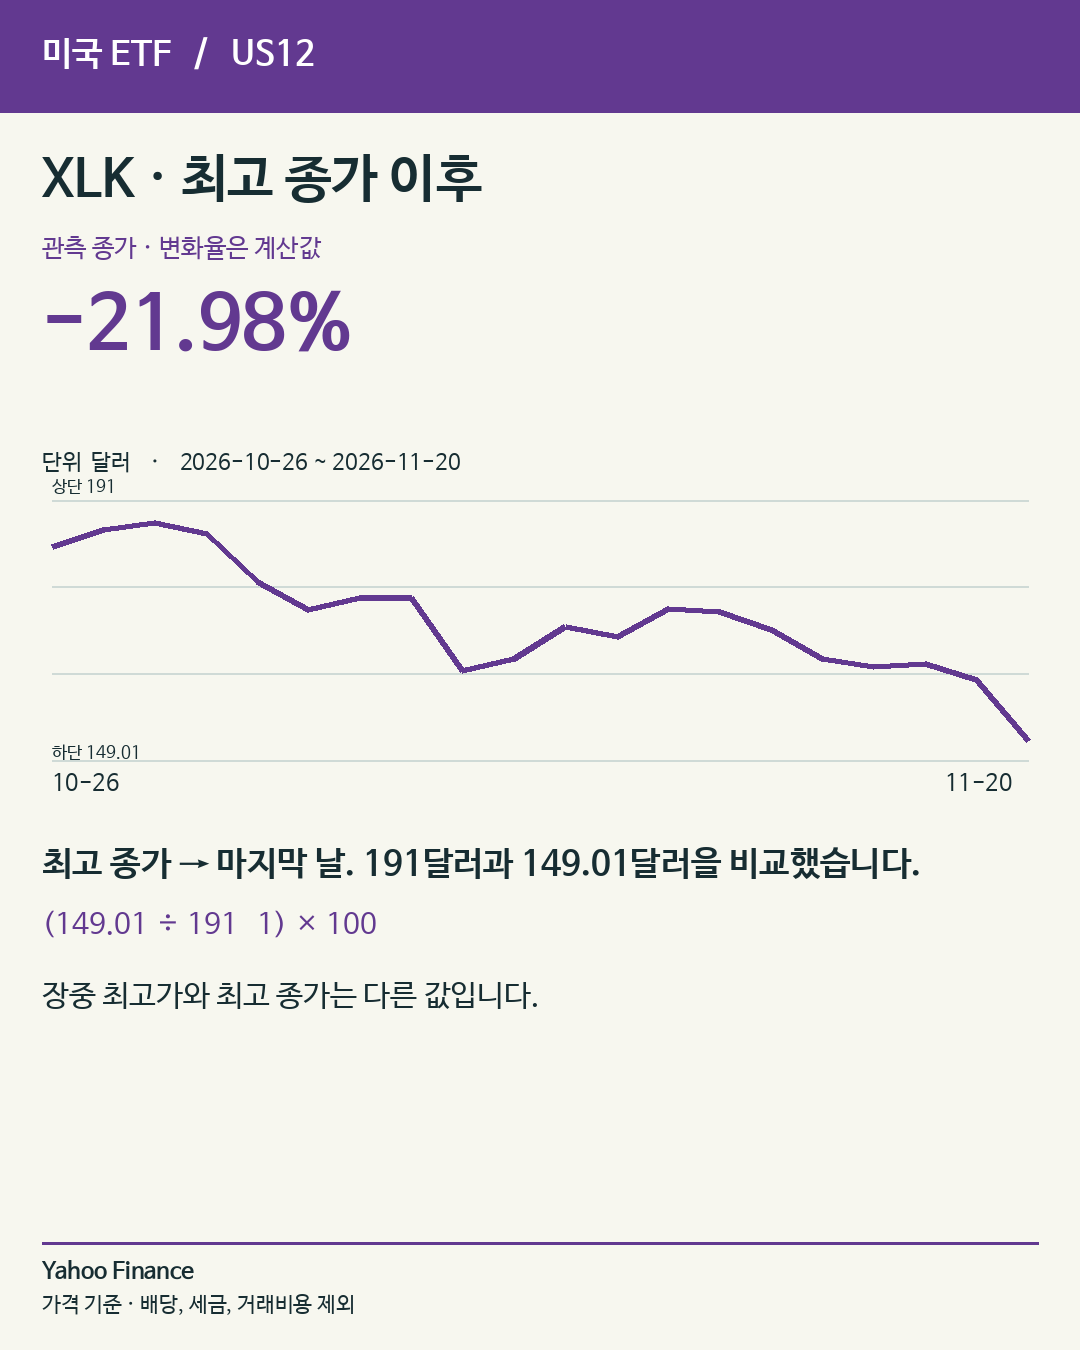 미국 ETF / US12
XLK · 최고 종가 이후
관측 종가 · 변화율은 계산값
-21.98%
단위 달러 · 2026-10-26 ~ 2026-11-20
상단 191
하단 149.01
10-26 11-20
최고 종가 → 마지막 날. 191달러과 149.01달러을 비교했습니다.
(149.01 ÷ 191 1) × 100
장중 최고가와 최고 종가는 다른 값입니다.
Yahoo Finance
가격 기준 · 배당, 세금, 거래비용 제외